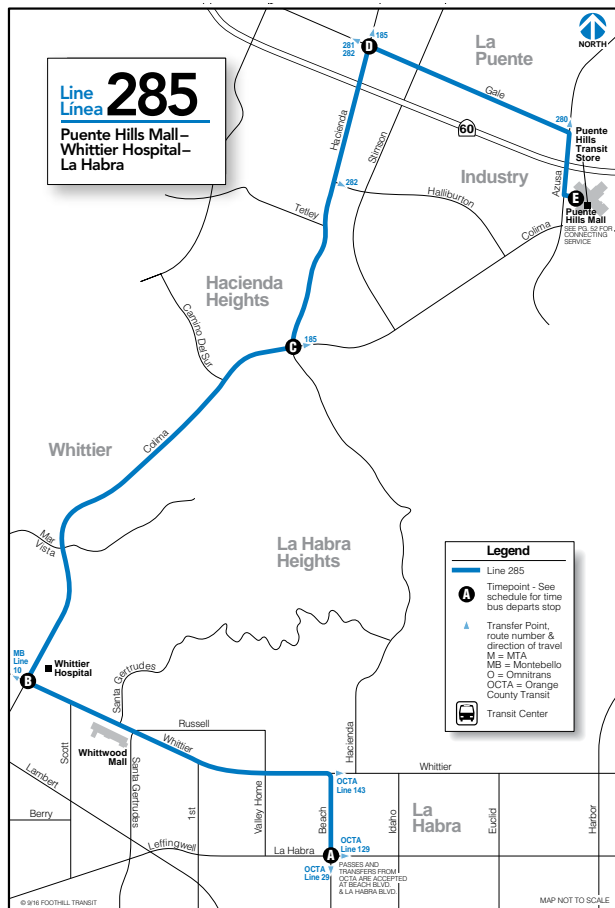 185
281
282
D
La
Puente
NORTH
Line
Línea
285
Puente Hills Mall–
Whittier Hospital–
La Habra
Gale
Hacienda
Stimson
60
280
Puente
Hills
Transit
Store
Industry
Azusa
282
Halliburton
E
Puente
Hills Mall
SEE PG. 52 FOR
CONNECTING
SERVICE
Tetley
Colima
Hacienda
Heights
Camino Del Sur
C
185
Whittier
Colima
Mar
Vista
La Habra
Heights
Legend
Line 285
A
Timepoint - See
schedule for time
bus departs stop
Transfer Point,
route number &
direction of travel
M = MTA
MB = Montebello
O = Omnitrans
OCTA = Orange
County Transit
Transit Center
MB
Line
10
B
Whittier
Hospital
Santa Gertrudes
Russell
Whittier
Whittwood
Mall
Scott
Hacienda
Whittier
OCTA
Line 143
Lambert
Santa Gertrudes
1st
Valley Home
Beach
Idaho
La
Habra
Euclid
Harbor
Berry
Leffingwell
La Habra
A
OCTA
Line 129
OCTA
Line 29
PASSES AND
TRANSFERS FROM
OCTA ARE ACCEPTED
AT BEACH BLVD.
& LA HABRA BLVD.
© 9/16 FOOTHILL TRANSIT
MAP NOT TO SCALE